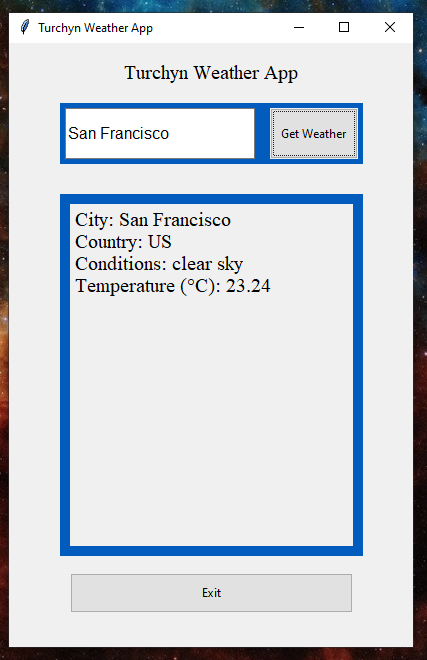 Turchyn Weather App
Turchyn Weather App
San Francisco
Get Weather
City: San Francisco
Country: US
Conditions: clear sky
Temperature (°C): 23.24
Exit